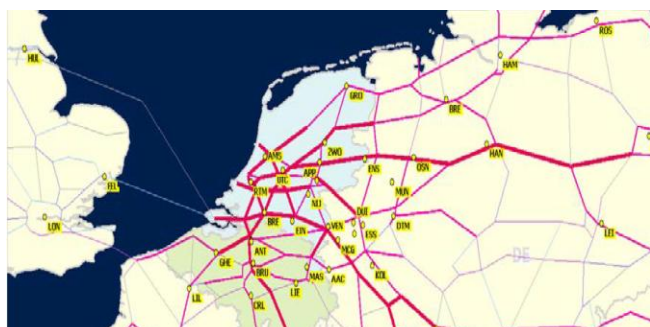 ROS
HUL
HAM
GRO
BRE
ZWO
HAN
AMS
ENS
OSN
UTC
APP
FEL
RTM
MUN
NIJ
LON
BRE
DUI
EIN
VEN
ESS
DTM
LEI
ANT
MCG
GHE
DE
BRU
MAS
AAC
KOL
LIL
LIE
CRL